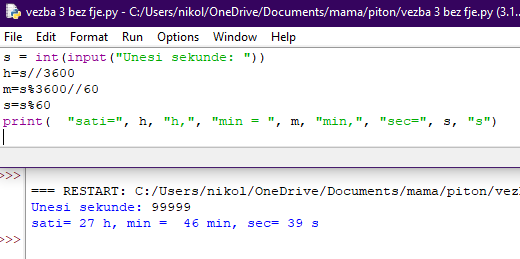 vezba 3 bez fje.py - C:/Users/nikol/OneDrive/Documents/mama/piton/vezba 3 bez fje.py (3.1...
File Edit Format Run Options Window Help
s = int(input("Unesi sekunde: "))
h=s//3600
m=s%3600//60
s=s%60
print(  "sati=", h, "h,", "min = ", m, "min,", "sec=", s, "s")
>>>
=== RESTART: C:/Users/nikol/OneDrive/Documents/mama/piton/vez
Unesi sekunde: 99999
sati= 27 h, min =  46 min, sec= 39 s
>>>